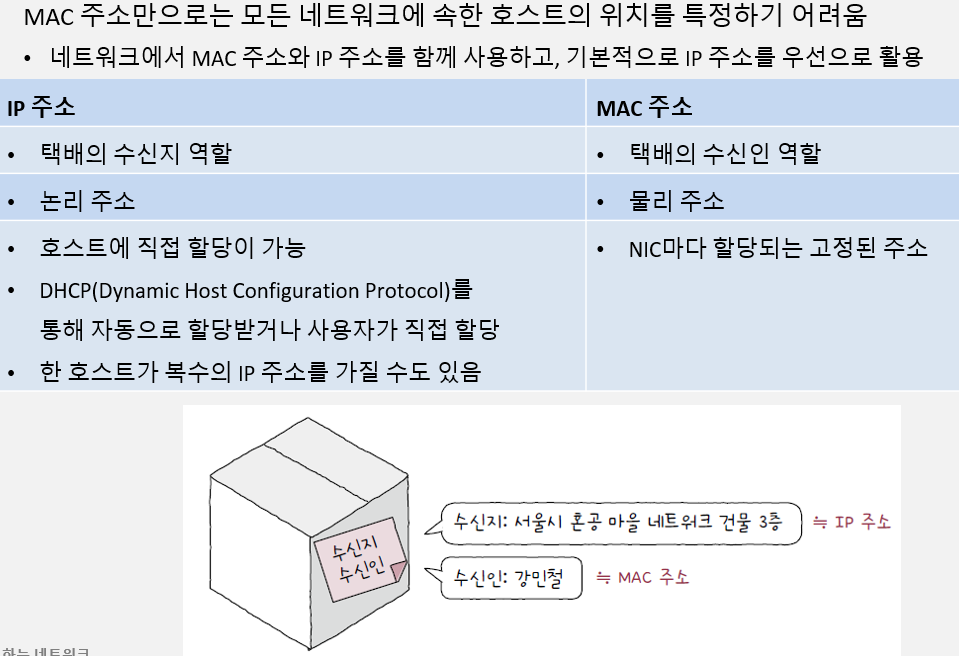 MAC 주소만으로는 모든 네트워크에 속한 호스트의 위치를 특정하기 어려움
• 네트워크에서 MAC 주소와 IP 주소를 함께 사용하고, 기본적으로 IP 주소를 우선으로 활용
IP 주소
MAC 주소
• 택배의 수신지 역할
• 택배의 수신인 역할
• 논리 주소
• 물리 주소
• 호스트에 직접 할당이 가능
• DHCP(Dynamic Host Configuration Protocol)를
통해 자동으로 할당받거나 사용자가 직접 할당
• 한 호스트가 복수의 IP 주소를 가질 수도 있음
• NIC마다 할당되는 고정된 주소
수신지
수신인
수신지: 서울시 혼공 마을 네트워크 건물 3층 ≒ IP 주소
수신인: 강민철 ≒ MAC 주소
하는 네트워크